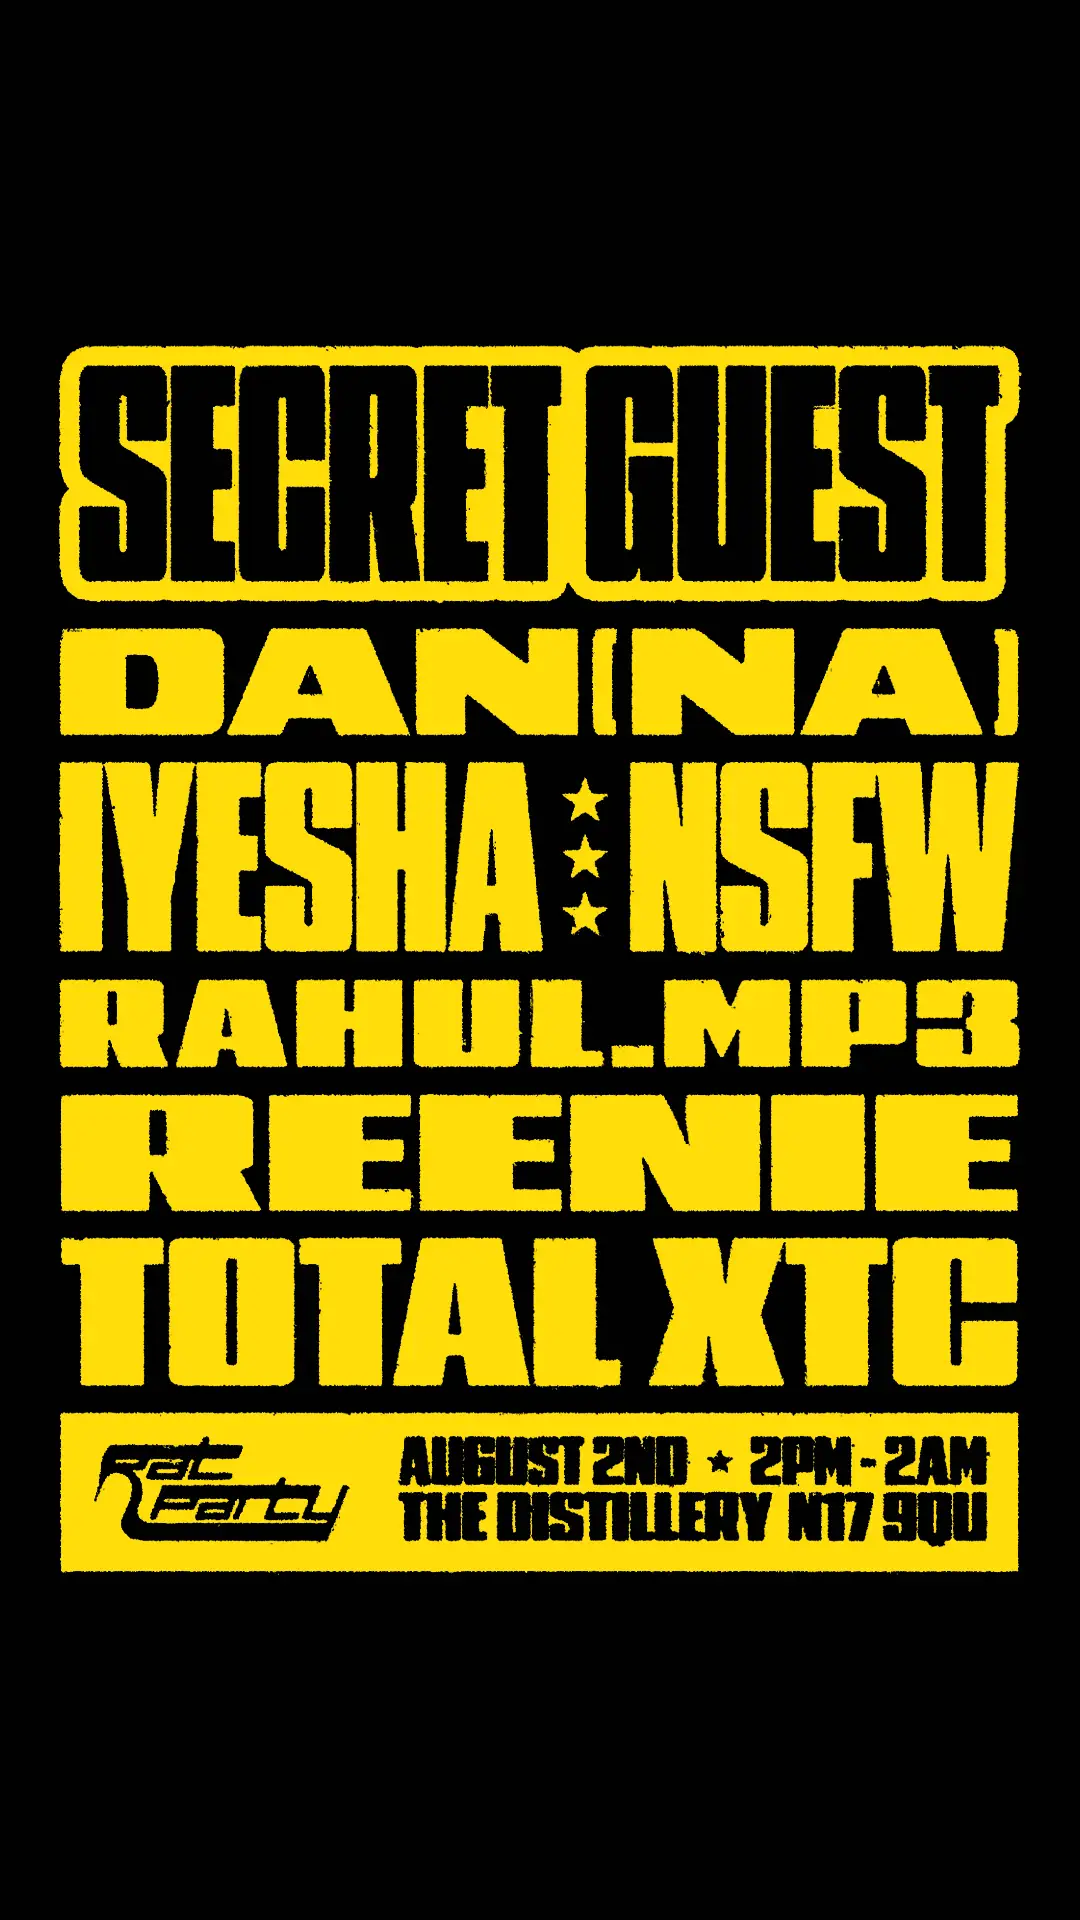 SECRET GUEST
DAN(NA)
IYESHA ★★★ NSFW
RAHUL.MP3
REENIE
TOTAL XTC
Rat Party
AUGUST 2ND ★ 2PM - 2AM
THE DISTILLERY N17 9QU